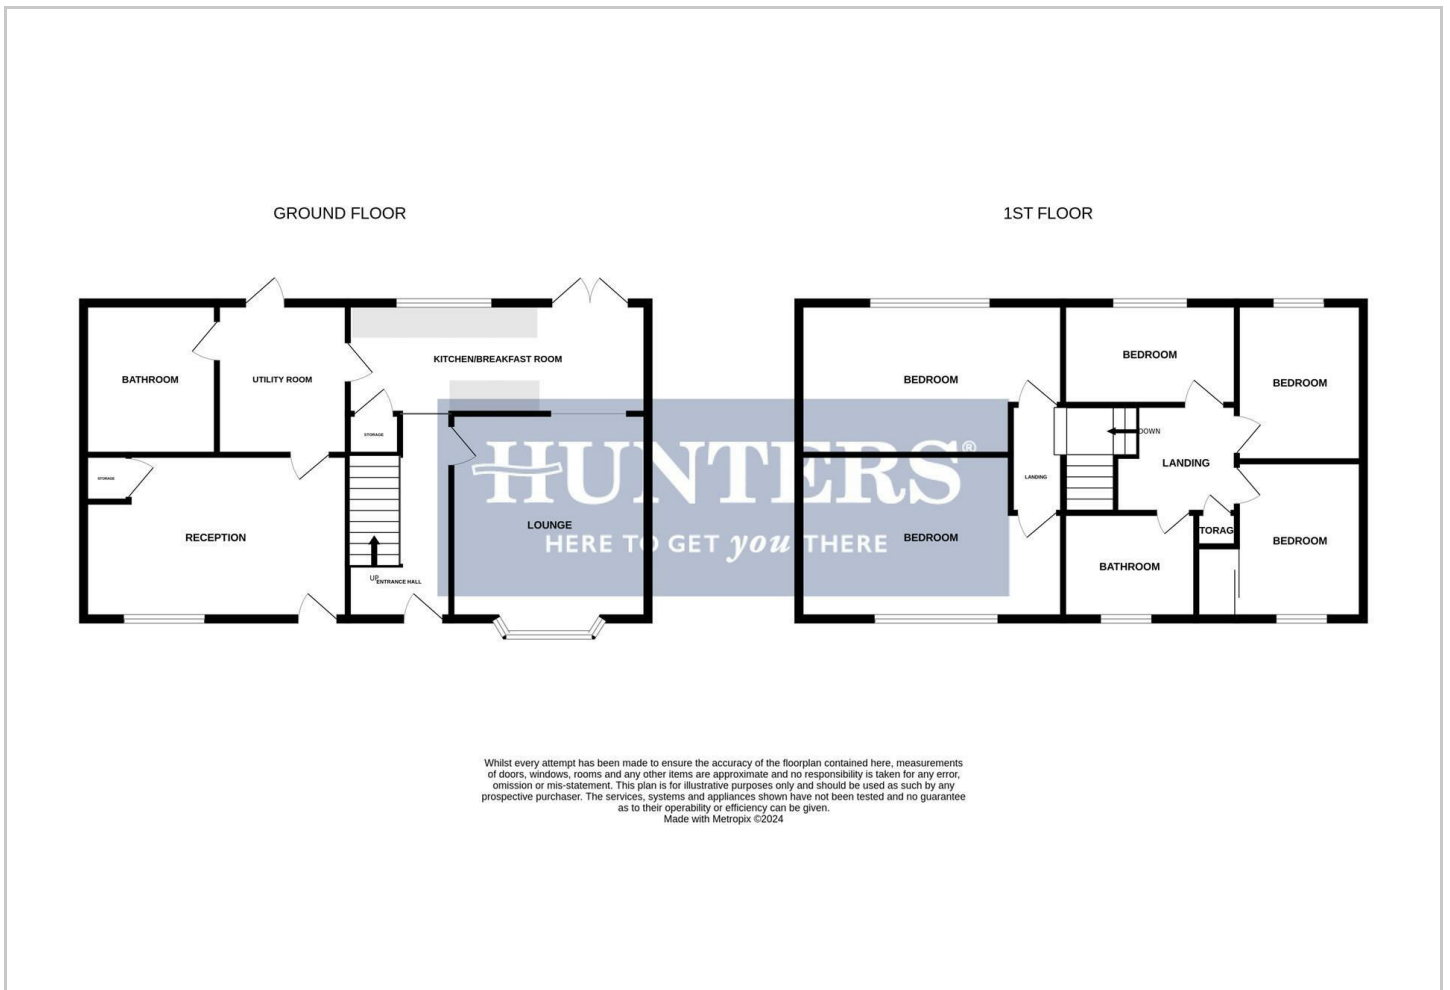 GROUND FLOOR
1ST FLOOR
BATHROOM
UTILITY ROOM
KITCHEN/BREAKFAST ROOM
STORAGE
STORAGE
RECEPTION
UP
ENTRANCE HALL
LOUNGE
BEDROOM
BEDROOM
BEDROOM
DOWN
LANDING
LANDING
BEDROOM
TORAG
BATHROOM
BEDROOM
HUNTERS®
HERE TO GET you THERE
Whilst every attempt has been made to ensure the accuracy of the floorplan contained here, measurements
of doors, windows, rooms and any other items are approximate and no responsibility is taken for any error,
omission or mis-statement. This plan is for illustrative purposes only and should be used as such by any
prospective purchaser. The services, systems and appliances shown have not been tested and no guarantee
as to their operability or efficiency can be given.
Made with Metropix ©2024